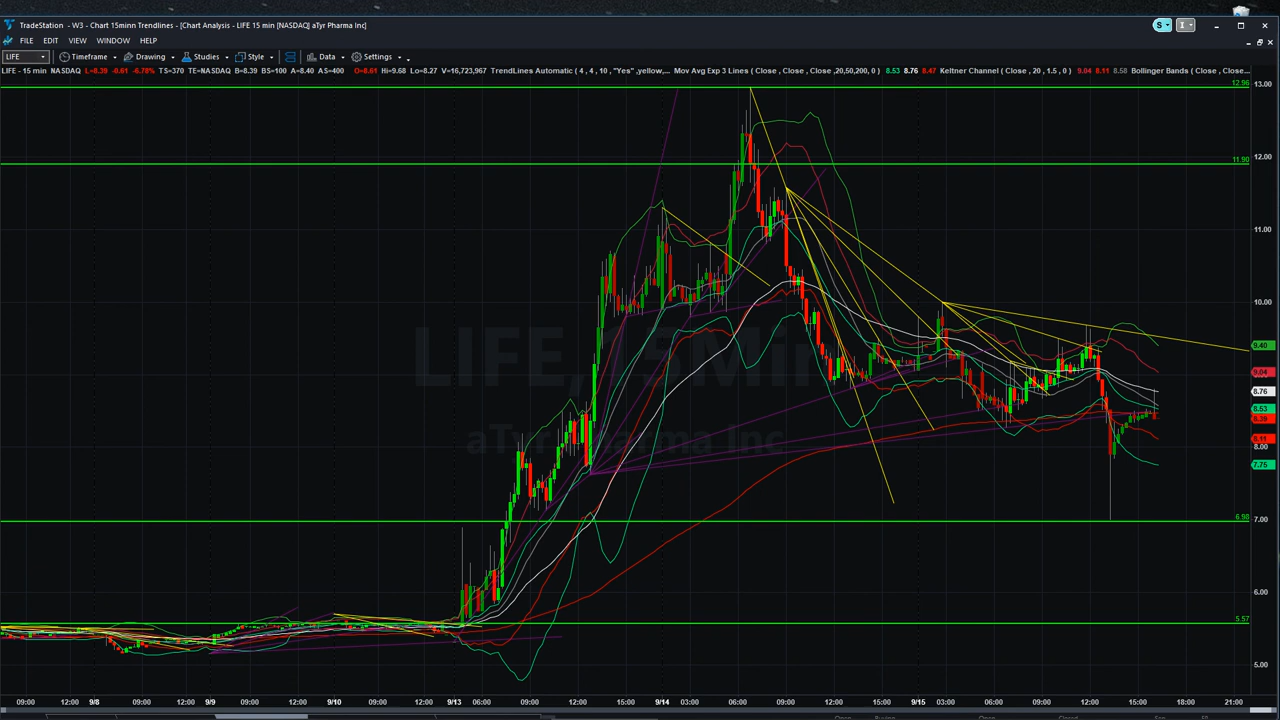 TradeStation - W3 - Chart 15minn Trendlines - [Chart Analysis - LIFE 15 min [NASDAQ] aTyr Pharma Inc]
S
I
FILE EDIT VIEW WINDOW HELP
LIFE Timeframe Drawing Studies Style Data Settings
LIFE - 15 min NASDAQ L=8.39 -0.61 -6.78% TS=370 TE=NASDAQ B=8.39 BS=100 A=8.40 AS=400 O=8.61 Hi=9.68 Lo=8.27 V=16,723,967 TrendLines Automatic ( 4 , 4 , 10 , "Yes" ,yellow,... Mov Avg Exp 3 Lines ( Close , Close , Close ,20,50,200, 0 ) 8.53 8.76 8.47 Keltner Channel ( Close , 20 , 1.5 , 0 ) 9.04 8.11 8.58 Bollinger Bands ( Close , Close...
12.96
13.00
12.00
11.90
11.00
10.00
9.40
9.04
8.76
8.53
8.39
8.11
8.00
7.75
6.98
7.00
6.00
5.57
5.00
LIFE, 15Min
aTyr Pharma Inc
09:00 12:00 9/8 09:00 12:00 9/9 09:00 12:00 9/10 09:00 12:00 9/13 06:00 09:00 12:00 15:00 9/14 03:00 06:00 09:00 12:00 15:00 9/15 03:00 06:00 09:00 12:00 15:00 18:00 21:00